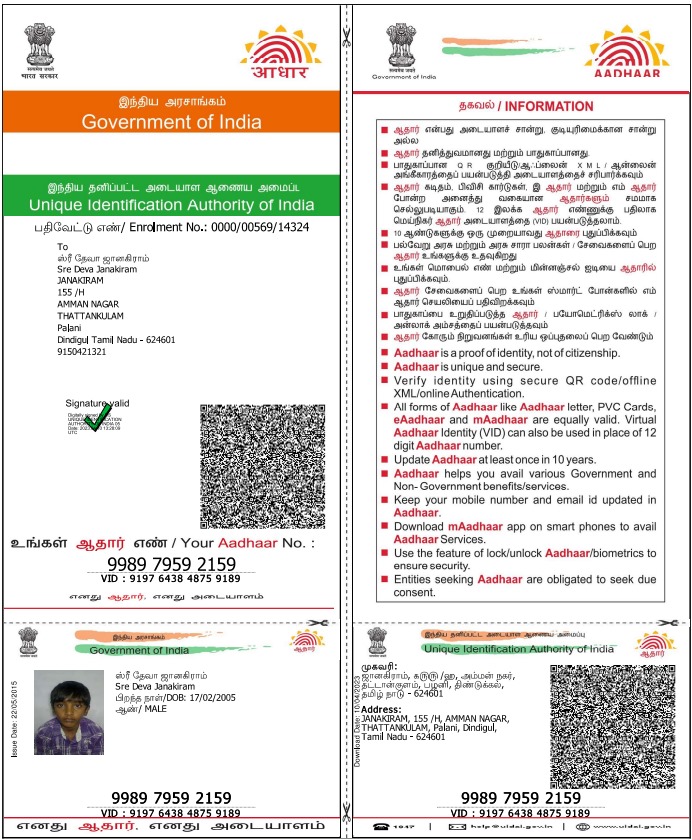 सत्यमेव जयते
भारत सरकार
आधार
இந்திய அரசாங்கம்
Government of India
இந்திய தனிப்பட்ட அடையாள ஆணைய அமைப்ப
Unique Identification Authority of India
பதிவேட்டு எண்/ Enrolment No.: 0000/00569/14324
To
ஸ்ரீ தேவா ஜானகிராம்
Sre Deva Janakiram
JANAKIRAM
155 /H
AMMAN NAGAR
THATTANKULAM
Palani
Dindigul Tamil Nadu - 624601
9150421321
Signature valid
உங்கள் ஆதார் எண் / Your Aadhaar No. :
9989 7959 2159
VID : 9197 6438 4875 9189
எனது ஆதார், எனது அடையாளம்
Government of India
AADHAAR
தகவல் / INFORMATION
■ ஆதார் என்பது அடையாளச் சான்று, குடியுரிமைக்கான சான்று
அல்ல
■ ஆதார் தனித்துவமானது மற்றும் பாதுகாப்பானது.
■ பாதுகாப்பான QR குறியீடு/ஆஃப்லைன் XML/ ஆன்லைன்
அங்கீகாரத்தைப் பயன்படுத்தி அடையாளத்தைச் சரிபார்க்கவும்
■ ஆதார் கடிதம், பிவிசி கார்டுகள், இ ஆதார் மற்றும் எம் ஆதார்
போன்ற அனைத்து வகையான ஆதார்களும் சமமாக
செல்லுபடியாகும். 12 இலக்க ஆதார் எண்ணுக்கு பதிலாக
மெய்நிகர் ஆதார் அடையாளத்தை (VID) பயன்படுத்தலாம்.
■ 10 ஆண்டுகளுக்கு ஒரு முறையாவது ஆதாரை புதுப்பிக்கவும்
■ பல்வேறு அரசு மற்றும் அரசு சாரா பலன்கள் / சேவைகளைப் பெற
ஆதார் உங்களுக்கு உதவுகிறது
■ உங்கள் மொபைல் எண் மற்றும் மின்னஞ்சல் ஐடியை ஆதாரில்
புதுப்பிக்கவும்.
■ ஆதார் சேவைகளைப் பெற உங்கள் ஸ்மார்ட் போன்களில் எம்
ஆதார் செயலியைப் பதிவிறக்கவும்
■ பாதுகாப்பை உறுதிப்படுத்த ஆதார் / பயோமெட்ரிக்ஸ் லாக் /
அன்லாக் அம்சத்தைப் பயன்படுத்தவும்
■ ஆதார் கோரும் நிறுவனங்கள் உரிய ஒப்புதலைப் பெற வேண்டும்
■ Aadhaar is a proof of identity, not of citizenship.
■ Aadhaar is unique and secure.
■ Verify identity using secure QR code/offline
XML/online Authentication.
■ All forms of Aadhaar like Aadhaar letter, PVC Cards,
eAadhaar and mAadhaar are equally valid. Virtual
Aadhaar Identity (VID) can also be used in place of 12
digit Aadhaar number.
■ Update Aadhaar at least once in 10 years.
■ Aadhaar helps you avail various Government and
Non- Government benefits/services.
■ Keep your mobile number and email id updated in
Aadhaar.
■ Download mAadhaar app on smart phones to avail
Aadhaar Services.
■ Use the feature of lock/unlock Aadhaar/biometrics to
ensure security.
■ Entities seeking Aadhaar are obligated to seek due
consent.
இந்திய அரசாங்கம்
Government of India
ஆதார்
Issue Date: 22/05/2015
ஸ்ரீ தேவா ஜானகிராம்
Sre Deva Janakiram
பிறந்த நாள்/DOB: 17/02/2005
ஆண்/ MALE
9989 7959 2159
VID : 9197 6438 4875 9189
எனது ஆதார், எனது அடையாளம்
இந்திய தனிப்பட்ட அடையாள ஆணைய அமைப்பு
Unique Identification Authority of India
ஆதார்
Download Date: 10/04/2023
முகவரி:
ஜானகிராம், /ஹ, அம்மன் நகர்,
தட்டான்குளம், பழனி, திண்டுக்கல்,
தமிழ் நாடு - 624601
Address:
JANAKIRAM, 155 /H, AMMAN NAGAR,
THATTANKULAM, Palani, Dindigul,
Tamil Nadu - 624601
9989 7959 2159
VID : 9197 6438 4875 9189
1947 | help@uidai.gov.in | www.uidai.gov.in